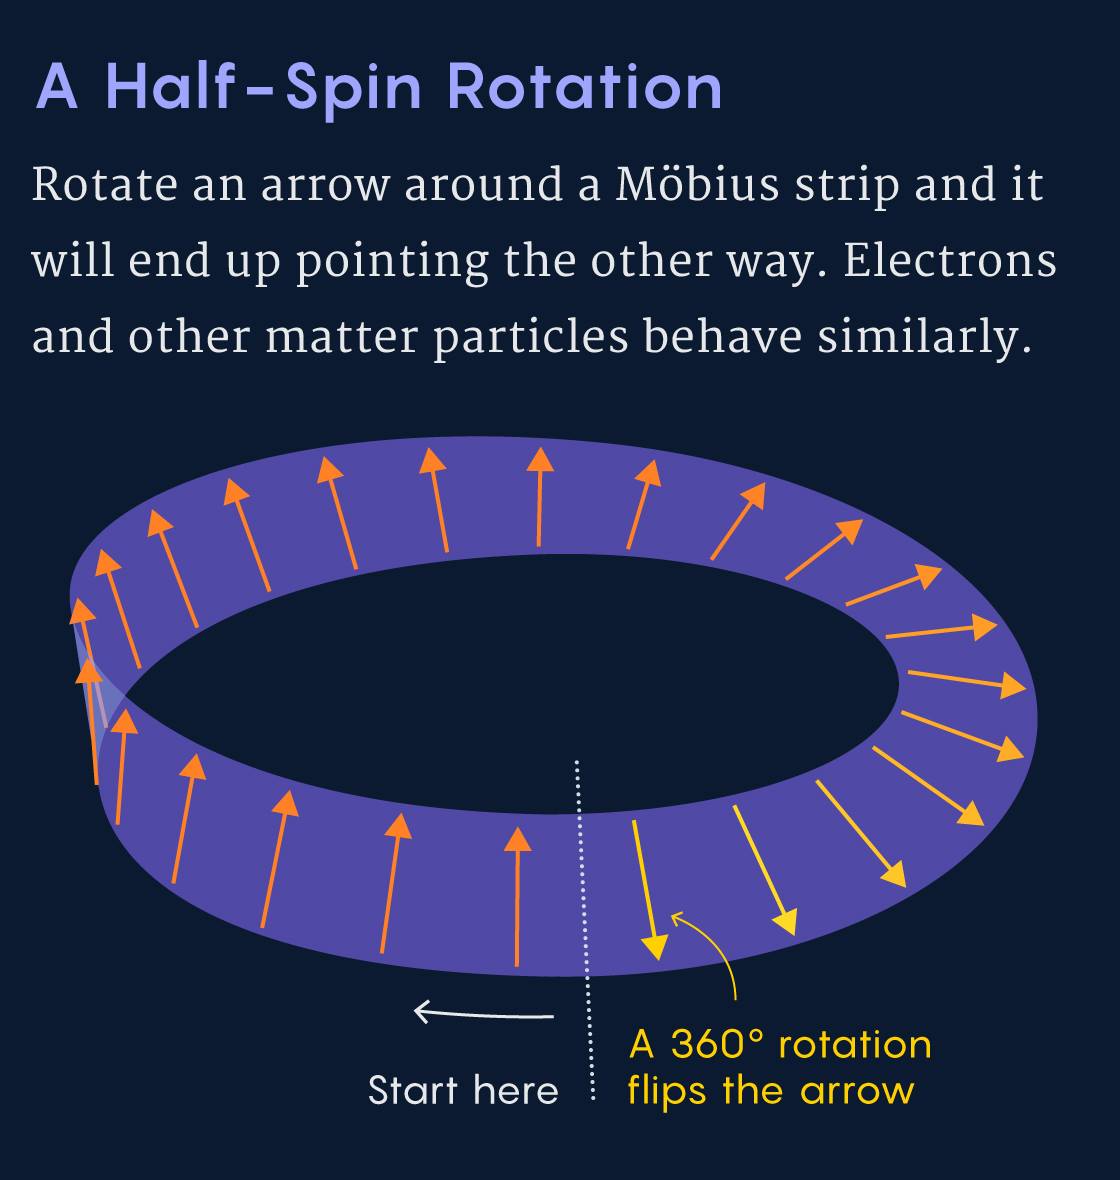 A Half-Spin Rotation
Rotate an arrow around a Möbius strip and it
will end up pointing the other way. Electrons
and other matter particles behave similarly.
Start here
A 360° rotation
flips the arrow